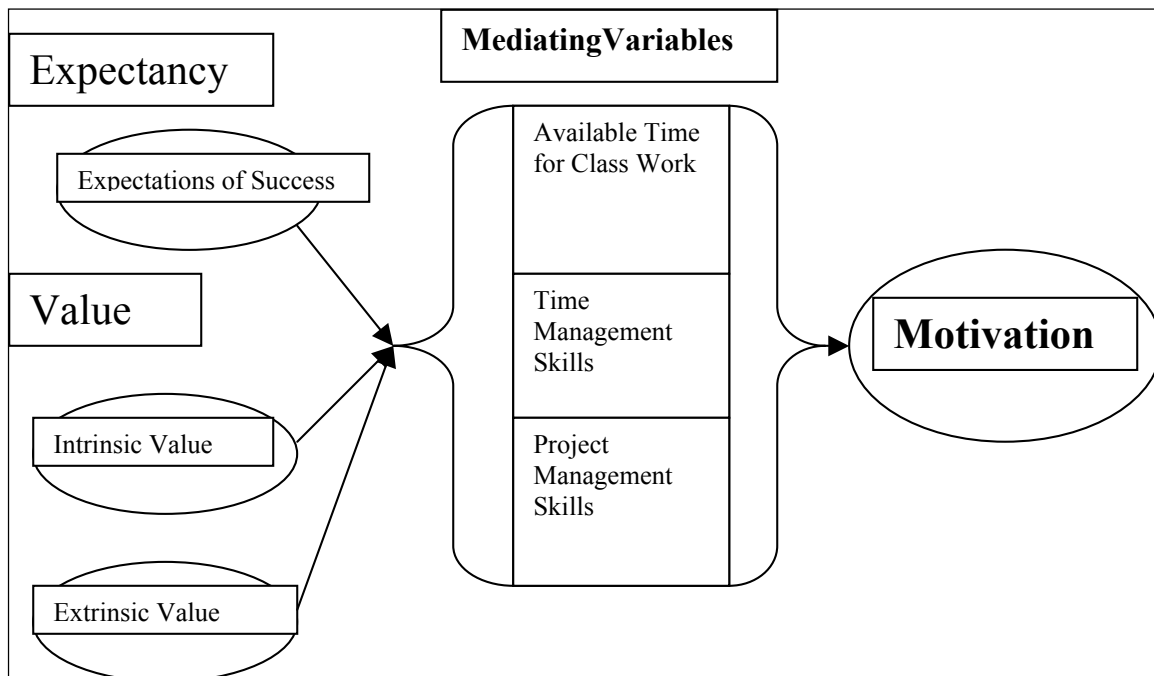 Expectancy
Expectations of Success
Value
Intrinsic Value
Extrinsic Value
MediatingVariables
Available Time
for Class Work
Time
Management
Skills
Project
Management
Skills
Motivation